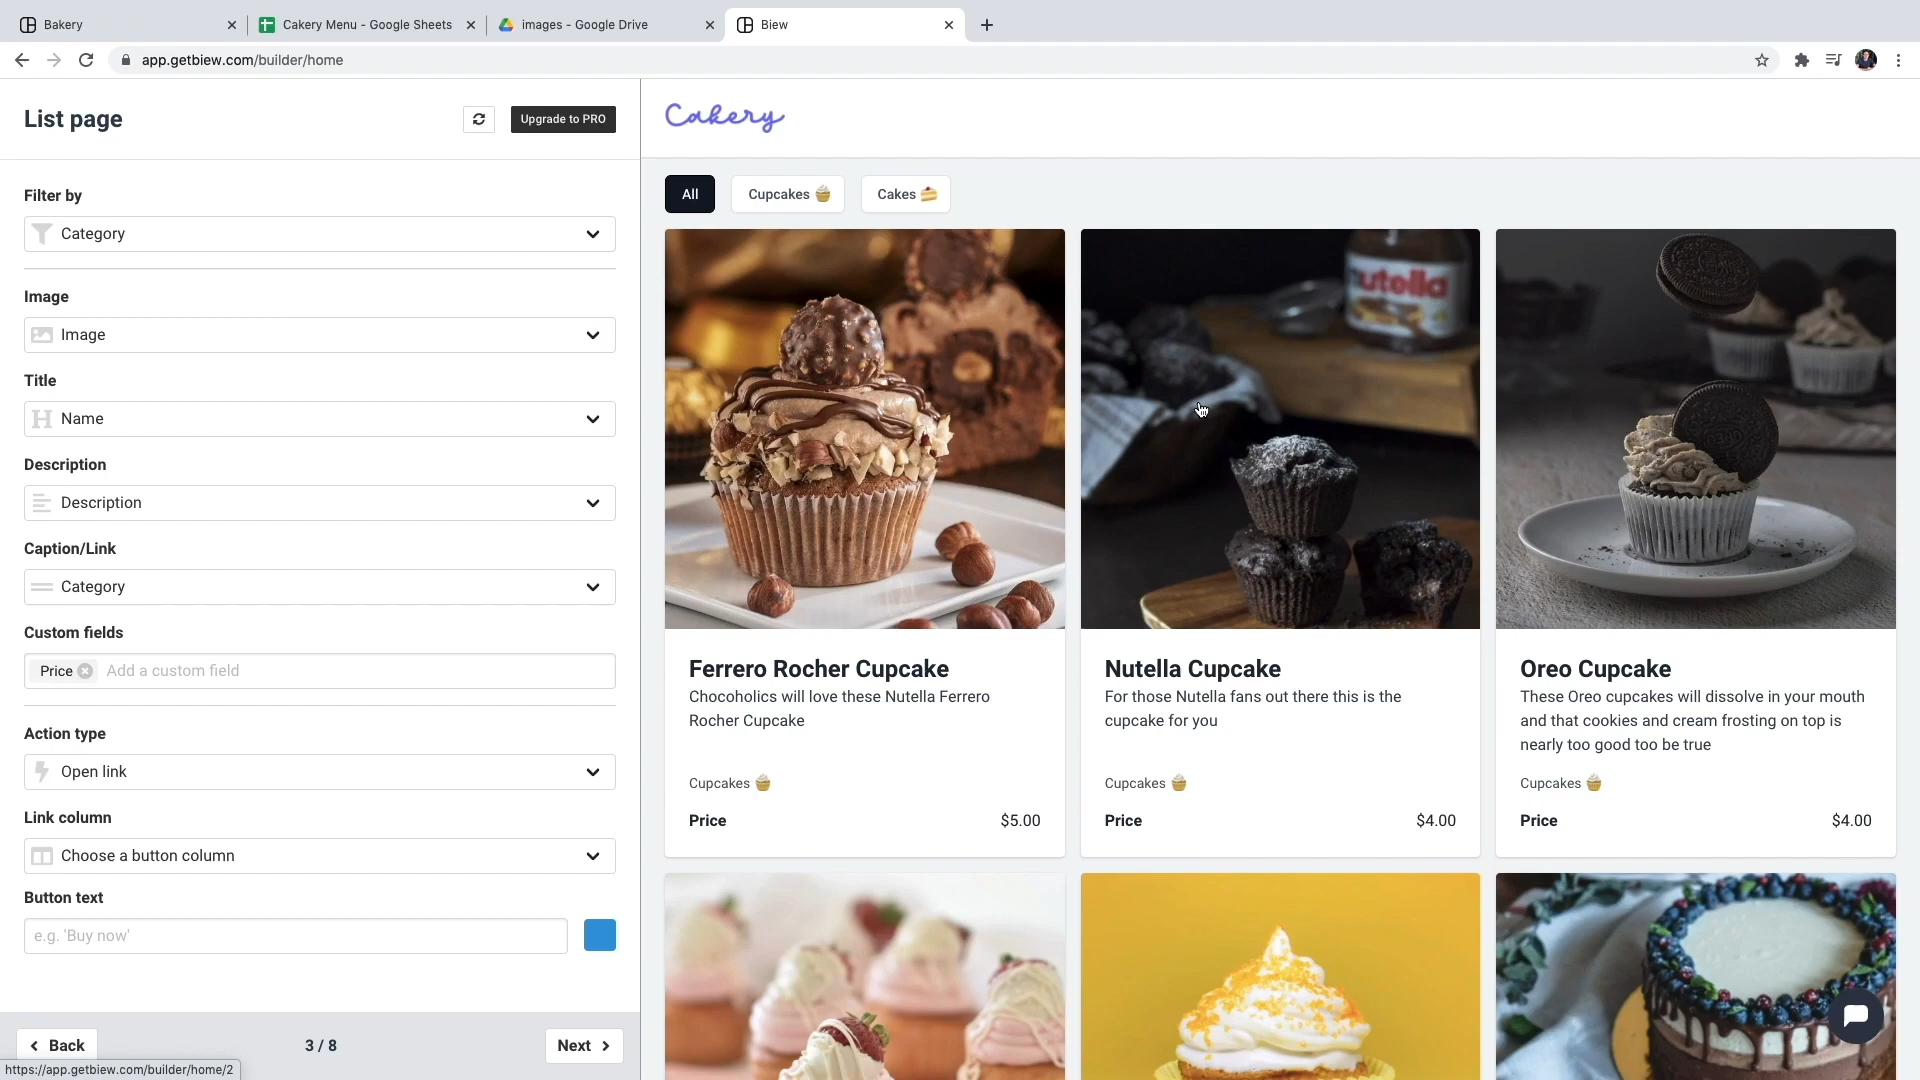 Bakery
Cakery Menu - Google Sheets
images - Google Drive
Biew
app.getbiew.com/builder/home
List page
Upgrade to PRO
Filter by
Category
Image
Image
Title
Name
Description
Description
Caption/Link
Category
Custom fields
Price
Add a custom field
Action type
Open link
Link column
Choose a button column
Button text
e.g. 'Buy now'
Back
3 / 8
Next
https://app.getbiew.com/builder/home/2
Cakery
All
Cupcakes
Cakes
nutella
Ferrero Rocher Cupcake
Chocoholics will love these Nutella Ferrero
Rocher Cupcake
Cupcakes
Price
$5.00
Nutella Cupcake
For those Nutella fans out there this is the
cupcake for you
Cupcakes
Price
$4.00
Oreo Cupcake
These Oreo cupcakes will dissolve in your mouth
and that cookies and cream frosting on top is
nearly too good too be true
Cupcakes
Price
$4.00